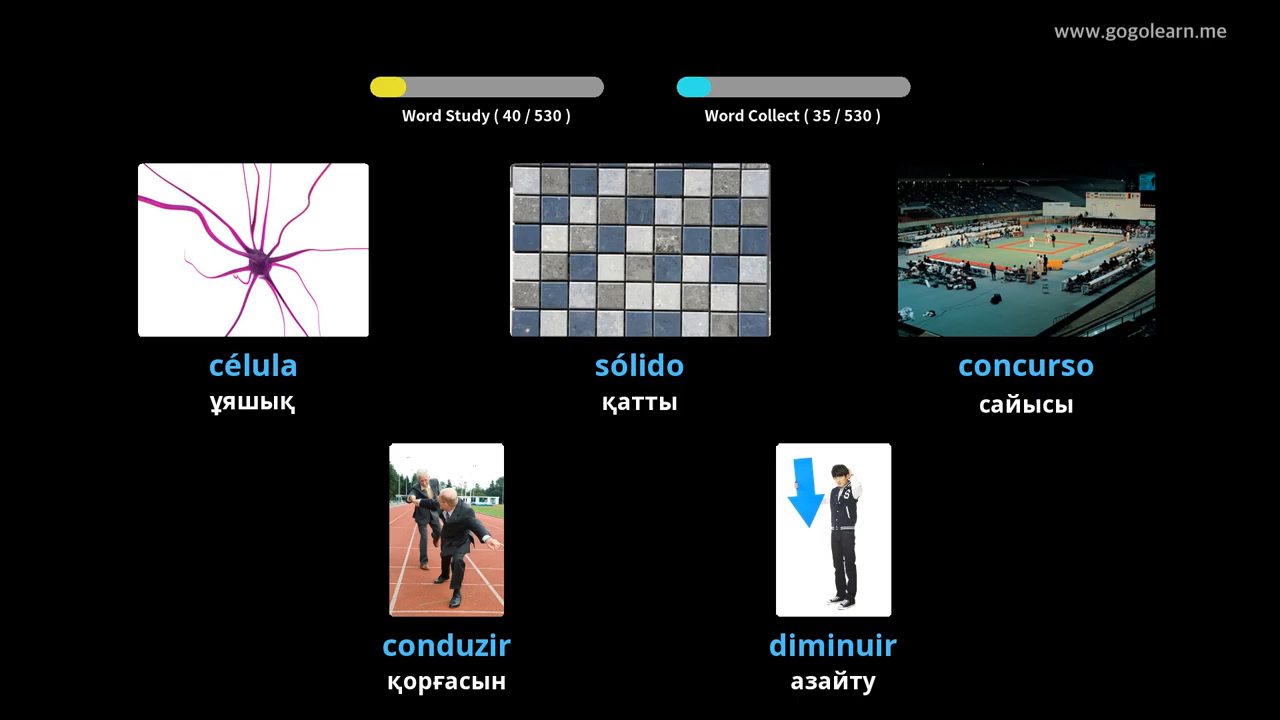 www.gogolearn.me
Word Study ( 40 / 530 )
Word Collect ( 35 / 530 )
célula
ұяшық
sólido
қатты
concurso
сайысы
conduzir
қорғасын
diminuir
азайту